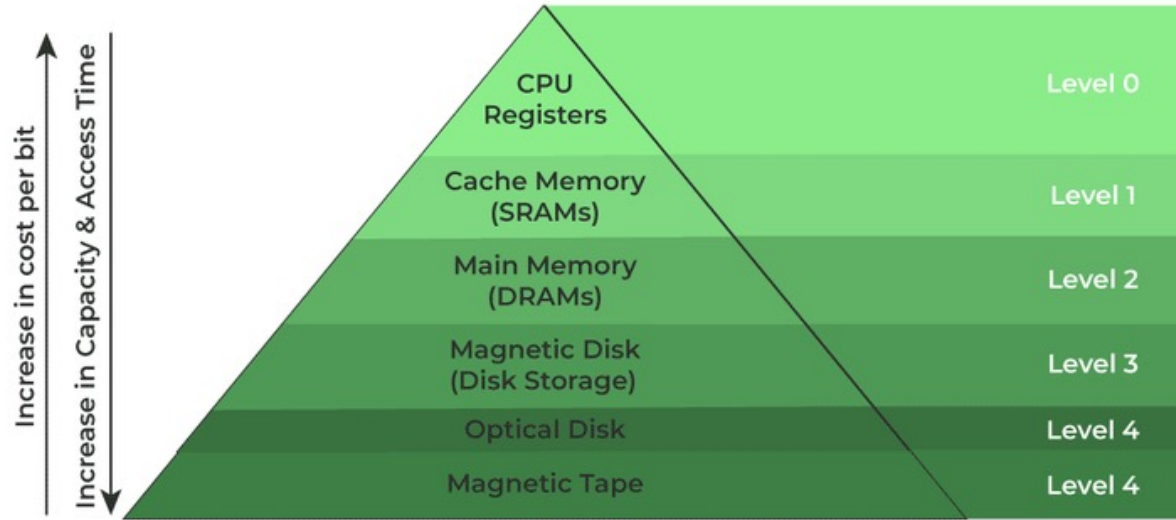 Increase in cost per bit
Increase in Capacity & Access Time
CPU
Registers
Level 0
Cache Memory
(SRAMs)
Level 1
Main Memory
(DRAMs)
Level 2
Magnetic Disk
(Disk Storage)
Level 3
Optical Disk
Level 4
Magnetic Tape
Level 4